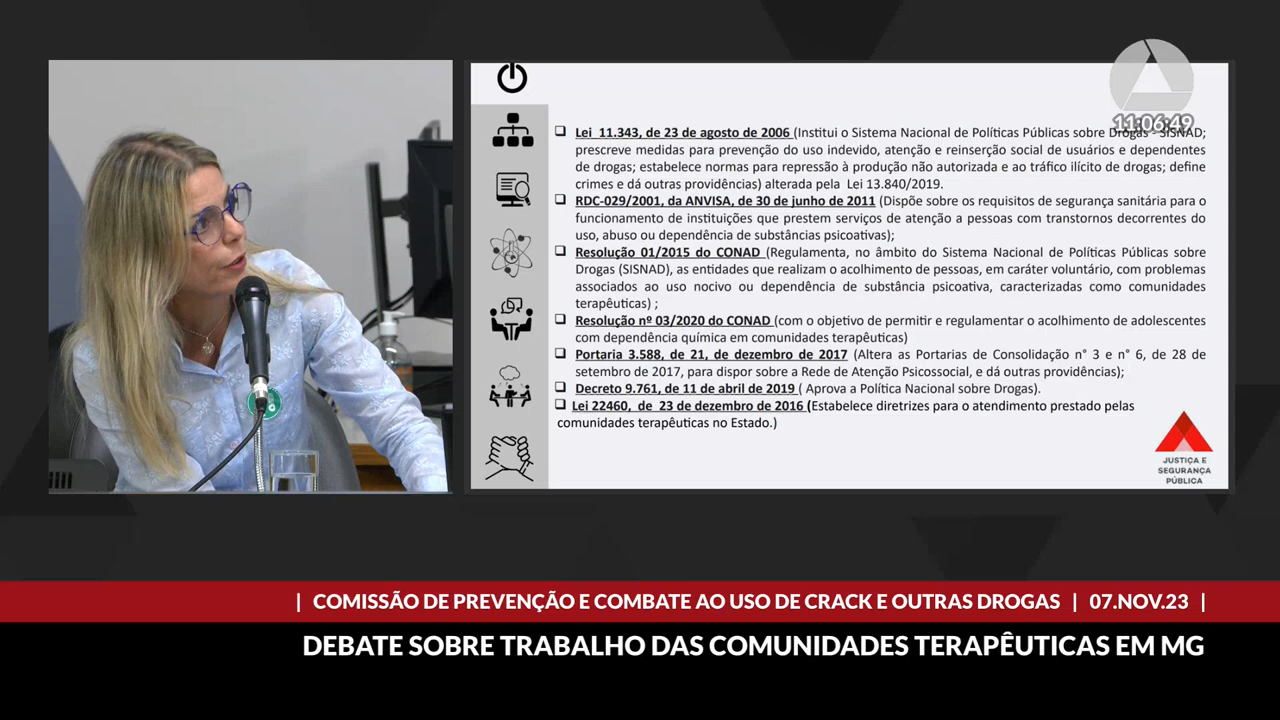 11:06:49
Lei 11.343, de 23 de agosto de 2006 (Institui o Sistema Nacional de Políticas Públicas sobre Drogas - SISNAD;
prescreve medidas para prevenção do uso indevido, atenção e reinserção social de usuários e dependentes
de drogas; estabelece normas para repressão à produção não autorizada e ao tráfico ilícito de drogas; define
crimes e dá outras providências) alterada pela Lei 13.840/2019.
RDC-029/2001, da ANVISA, de 30 de junho de 2011 (Dispõe sobre os requisitos de segurança sanitária para o
funcionamento de instituições que prestem serviços de atenção a pessoas com transtornos decorrentes do
uso, abuso ou dependência de substâncias psicoativas);
Resolução 01/2015 do CONAD (Regulamenta, no âmbito do Sistema Nacional de Políticas Públicas sobre
Drogas (SISNAD), as entidades que realizam o acolhimento de pessoas, em caráter voluntário, com problemas
associados ao uso nocivo ou dependência de substância psicoativa, caracterizadas como comunidades
terapêuticas) ;
Resolução nº 03/2020 do CONAD (com o objetivo de permitir e regulamentar o acolhimento de adolescentes
com dependência química em comunidades terapêuticas)
Portaria 3.588, de 21, de dezembro de 2017 (Altera as Portarias de Consolidação n° 3 e n° 6, de 28 de
setembro de 2017, para dispor sobre a Rede de Atenção Psicossocial, e dá outras providências);
Decreto 9.761, de 11 de abril de 2019 ( Aprova a Política Nacional sobre Drogas).
Lei 22460, de 23 de dezembro de 2016 (Estabelece diretrizes para o atendimento prestado pelas
comunidades terapêuticas no Estado.)
JUSTIÇA E
SEGURANÇA
PÚBLICA
| COMISSÃO DE PREVENÇÃO E COMBATE AO USO DE CRACK E OUTRAS DROGAS | 07.NOV.23 |
DEBATE SOBRE TRABALHO DAS COMUNIDADES TERAPÊUTICAS EM MG